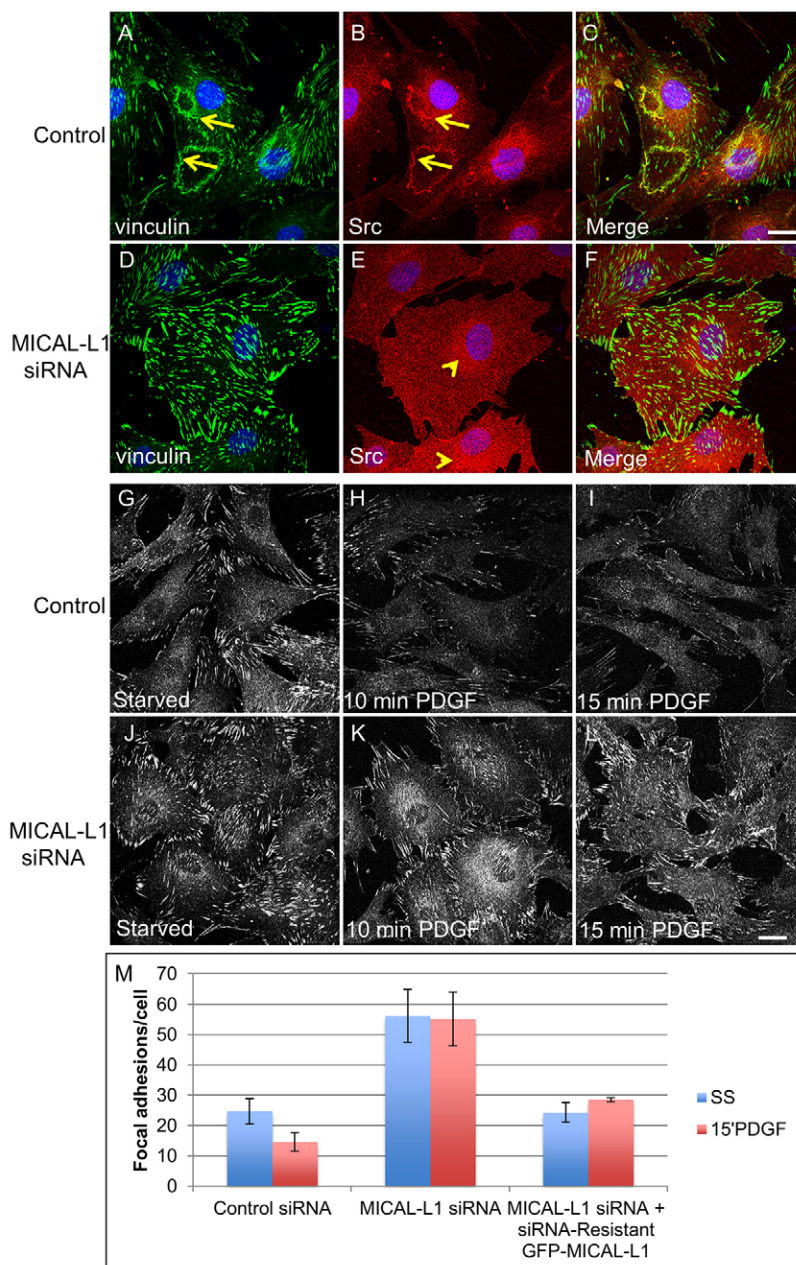 A
B
C
Control
vinculin
Src
Merge
D
E
F
MICAL-L1
siRNA
vinculin
Src
Merge
G
H
I
Control
Starved
10 min PDGF
15 min PDGF
J
K
L
MICAL-L1
siRNA
Starved
10 min PDGF
15 min PDGF
M
70
60
50
40
30
20
10
0
Focal adhesions/cell
Control siRNA
MICAL-L1 siRNA
MICAL-L1 siRNA +
siRNA-Resistant
GFP-MICAL-L1
SS
15'PDGF